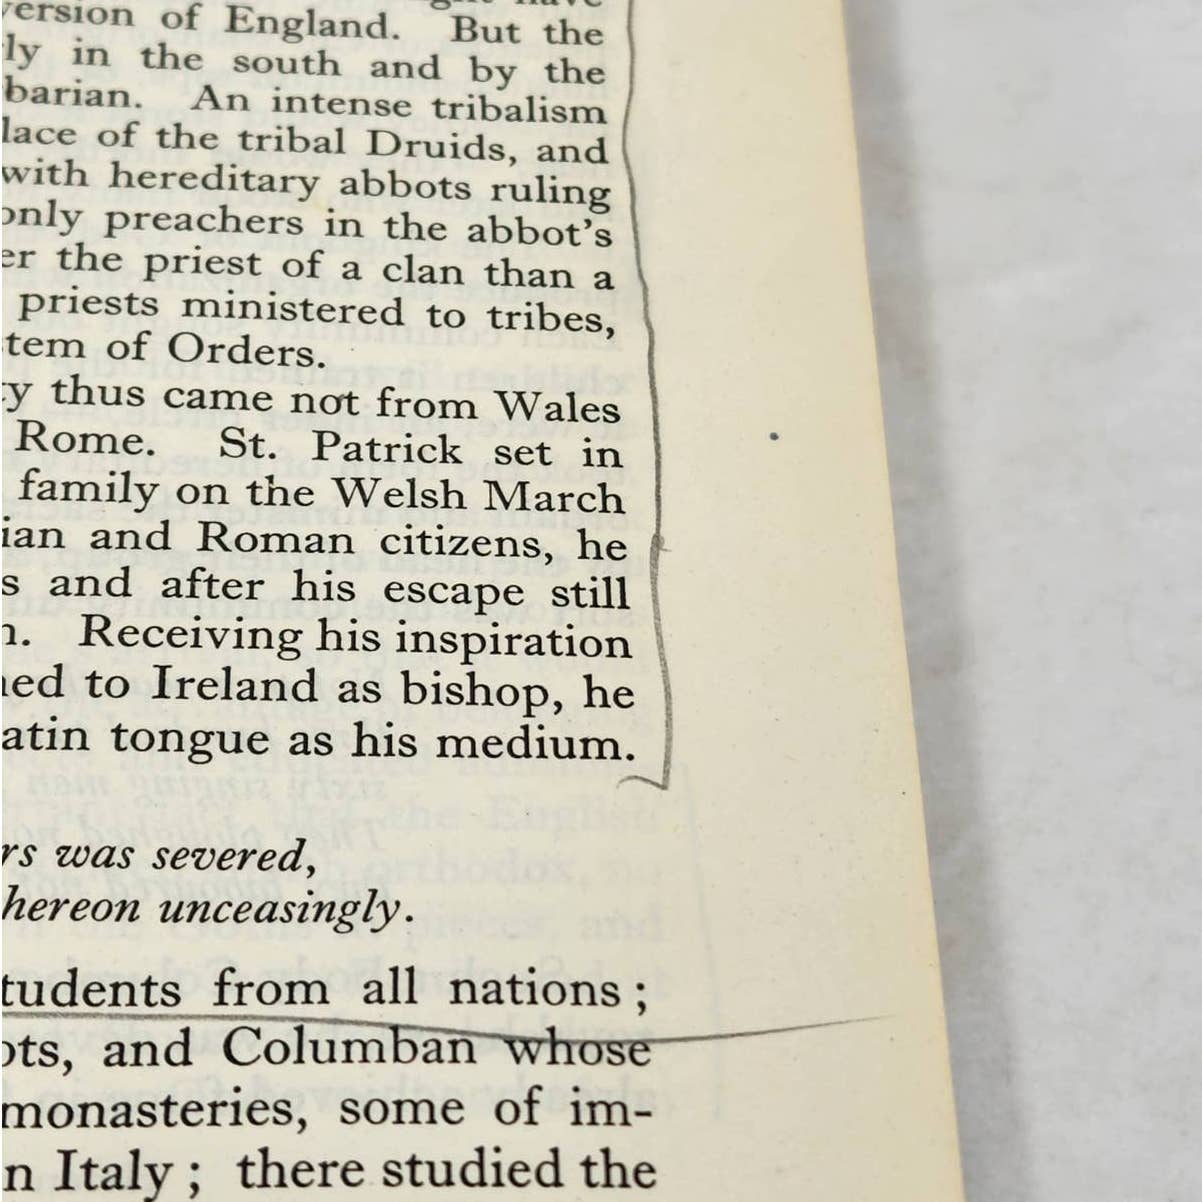 version of England. But the
ly in the south and by the
barian. An intense tribalism
lace of the tribal Druids, and
with hereditary abbots ruling
only preachers in the abbot's
er the priest of a clan than a
priests ministered to tribes,
tem of Orders.
y thus came not from Wales
Rome. St. Patrick set in
family on the Welsh March
ian and Roman citizens, he
s and after his escape still
n. Receiving his inspiration
ned to Ireland as bishop, he
atin tongue as his medium.
rs was severed,
hereon unceasingly.
tudents from all nations ;
ots, and Columban whose
monasteries, some of im-
n Italy ; there studied the